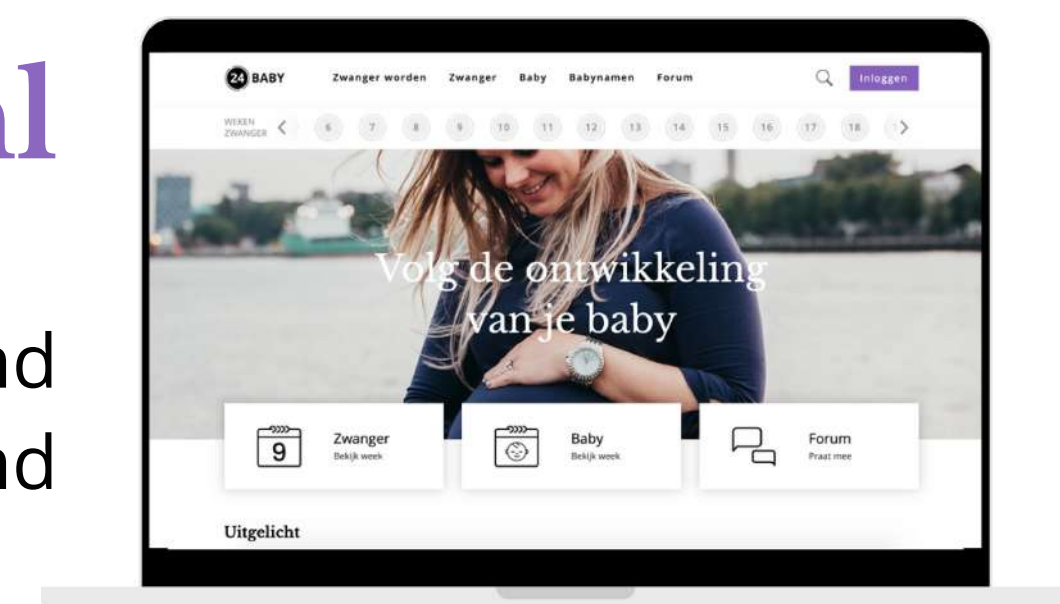 al
nd
nd
24 BABY
Zwanger worden Zwanger Baby Babynamen Forum
Inloggen
WEKEN
ZWANGER
6 7 8 9 10 11 12 13 14 15 16 17 18
Volg de ontwikkeling
van je baby
9
Zwanger
Bekijk week
Baby
Bekijk week
Forum
Praat mee
Uitgelicht